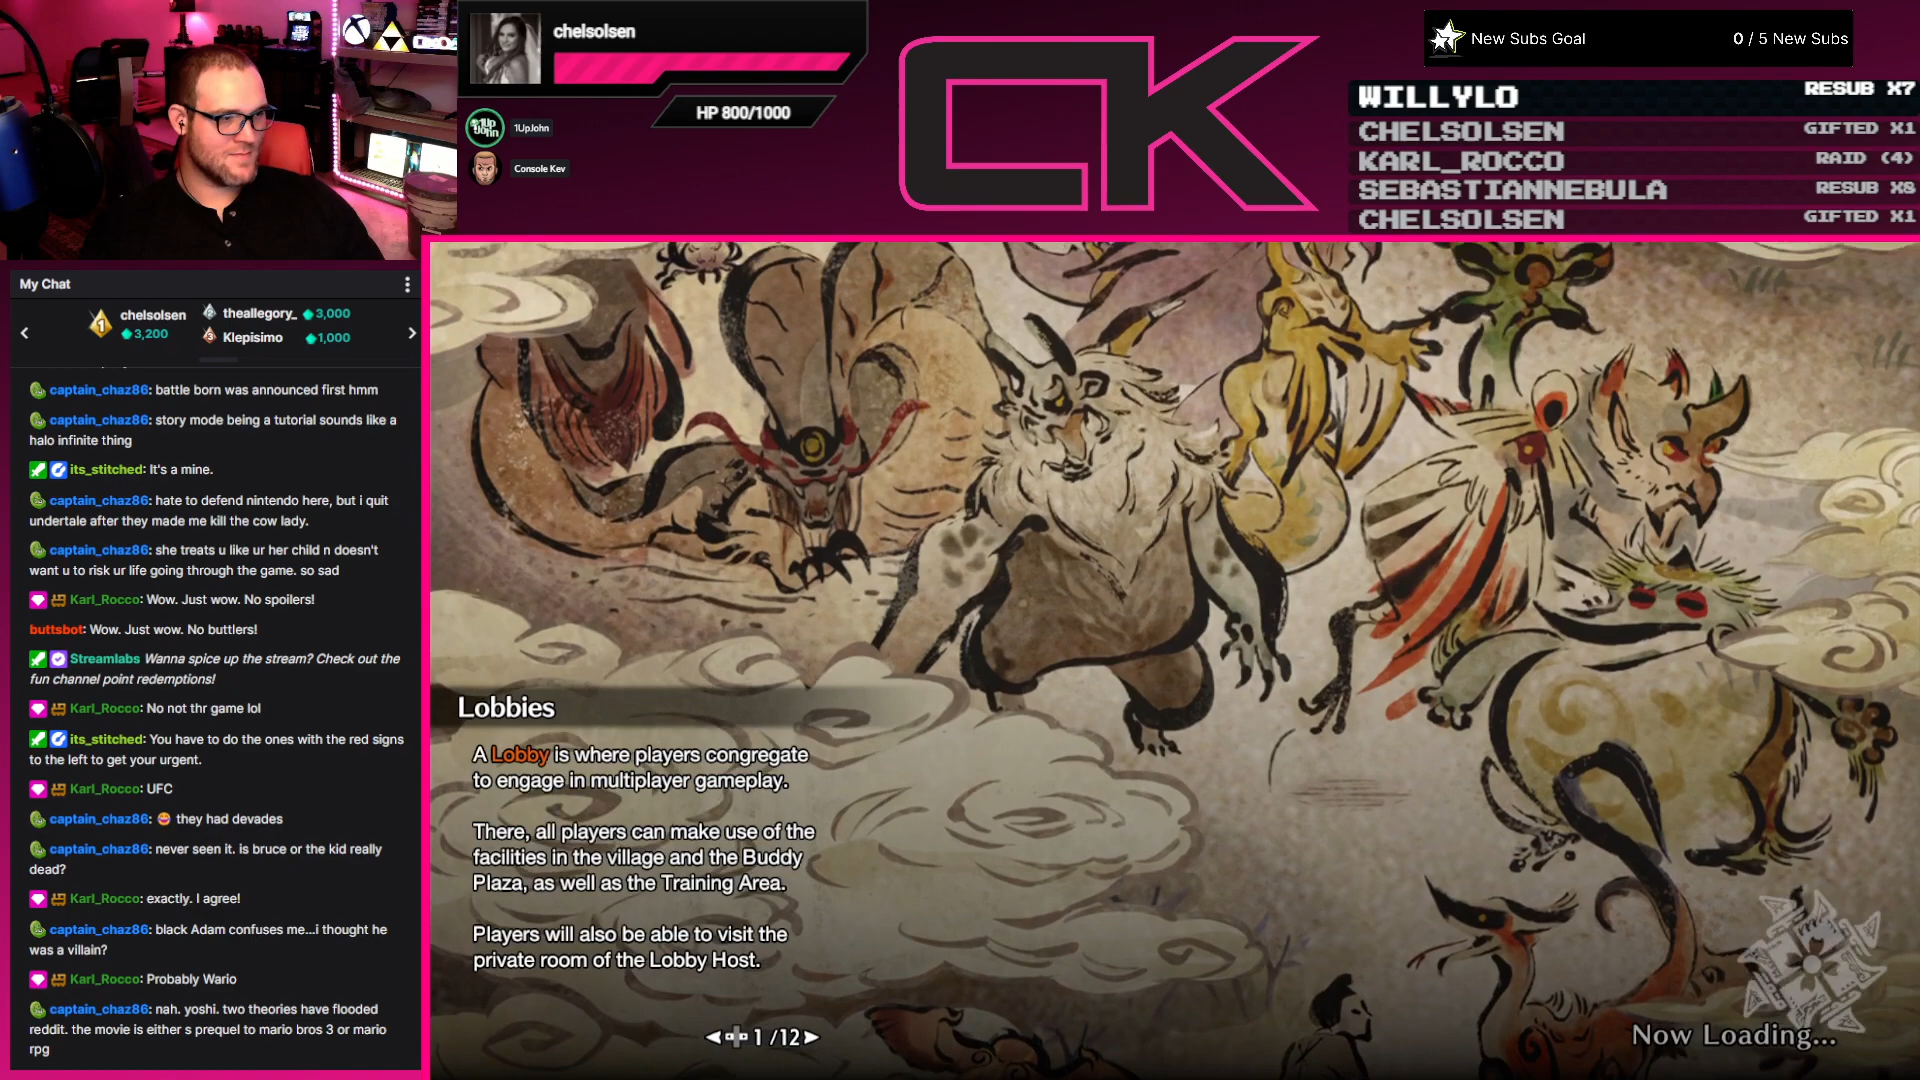 chelsolsen
HP 800/1000
1UpJohn
Console Kev
CK
New Subs Goal
0 / 5 New Subs
WILLYLO RESUB X7
CHELSOLSEN GIFTED X1
KARL_ROCCO RAID (4)
SEBASTIANNEBULA RESUB X8
CHELSOLSEN GIFTED X1
My Chat
1 chelsolsen 3,200
2 theallegory_ 3,000
3 Klepisimo 1,000
captain_chaz86: battle born was announced first hmm
captain_chaz86: story mode being a tutorial sounds like a
halo infinite thing
its_stitched: It's a mine.
captain_chaz86: hate to defend nintendo here, but i quit
undertale after they made me kill the cow lady.
captain_chaz86: she treats u like ur her child n doesn't
want u to risk ur life going through the game. so sad
Karl_Rocco: Wow. Just wow. No spoilers!
buttsbot: Wow. Just wow. No buttlers!
Streamlabs Wanna spice up the stream? Check out the
fun channel point redemptions!
Karl_Rocco: No not thr game lol
its_stitched: You have to do the ones with the red signs
to the left to get your urgent.
Karl_Rocco: UFC
captain_chaz86: 😂 they had devades
captain_chaz86: never seen it. is bruce or the kid really
dead?
Karl_Rocco: exactly. I agree!
captain_chaz86: black Adam confuses me...i thought he
was a villain?
Karl_Rocco: Probably Wario
captain_chaz86: nah. yoshi. two theories have flooded
reddit. the movie is either s prequel to mario bros 3 or mario
rpg
Lobbies
A Lobby is where players congregate
to engage in multiplayer gameplay.
There, all players can make use of the
facilities in the village and the Buddy
Plaza, as well as the Training Area.
Players will also be able to visit the
private room of the Lobby Host.
1 /12
Now Loading...